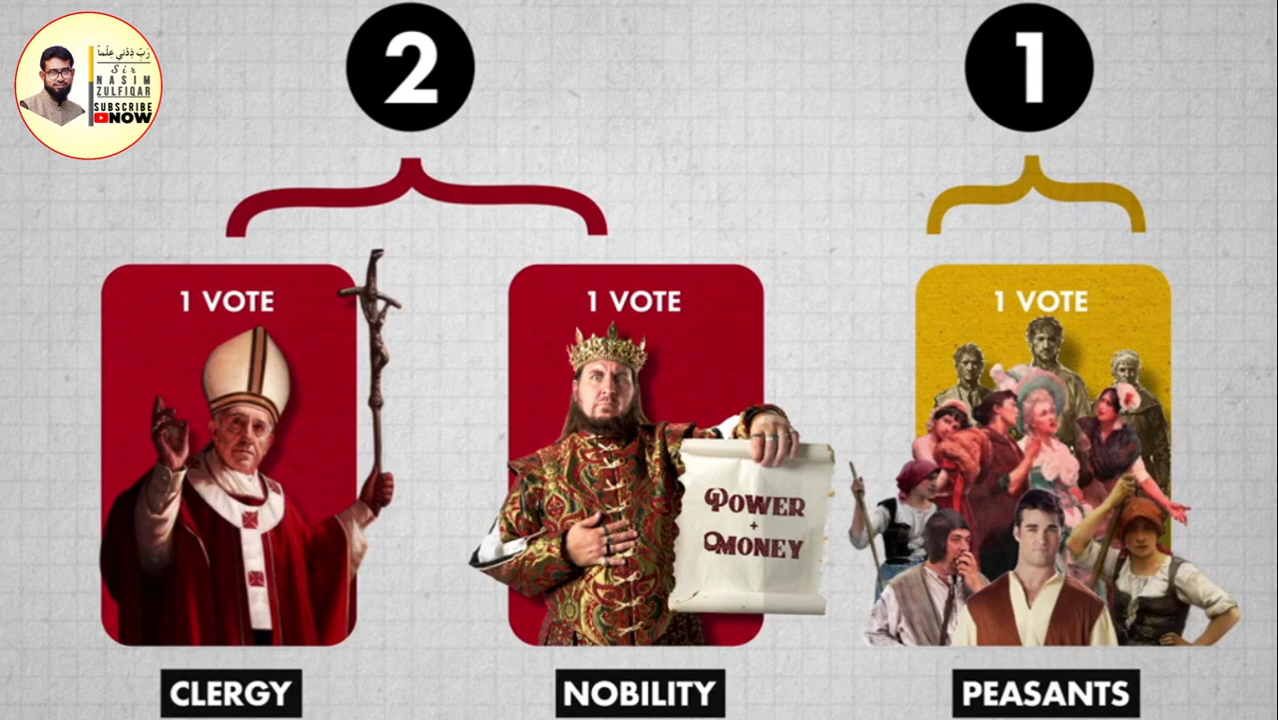 رَبِّ زِدْنِي عِلْمًا
Sir
NASIM
ZULFIQAR
SUBSCRIBE
NOW
2
1
1 VOTE
1 VOTE
1 VOTE
POWER
+
MONEY
CLERGY
NOBILITY
PEASANTS